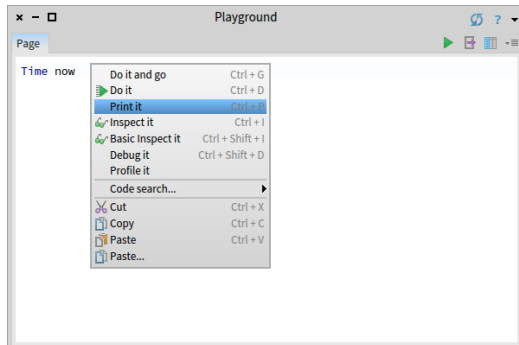 Playground
?
Page
Time now
Do it and go Ctrl + G
Do it Ctrl + D
Print it Ctrl + P
Inspect it Ctrl + I
Basic Inspect it Ctrl + Shift + I
Debug it Ctrl + Shift + D
Profile it
Code search...
Cut Ctrl + X
Copy Ctrl + C
Paste Ctrl + V
Paste...